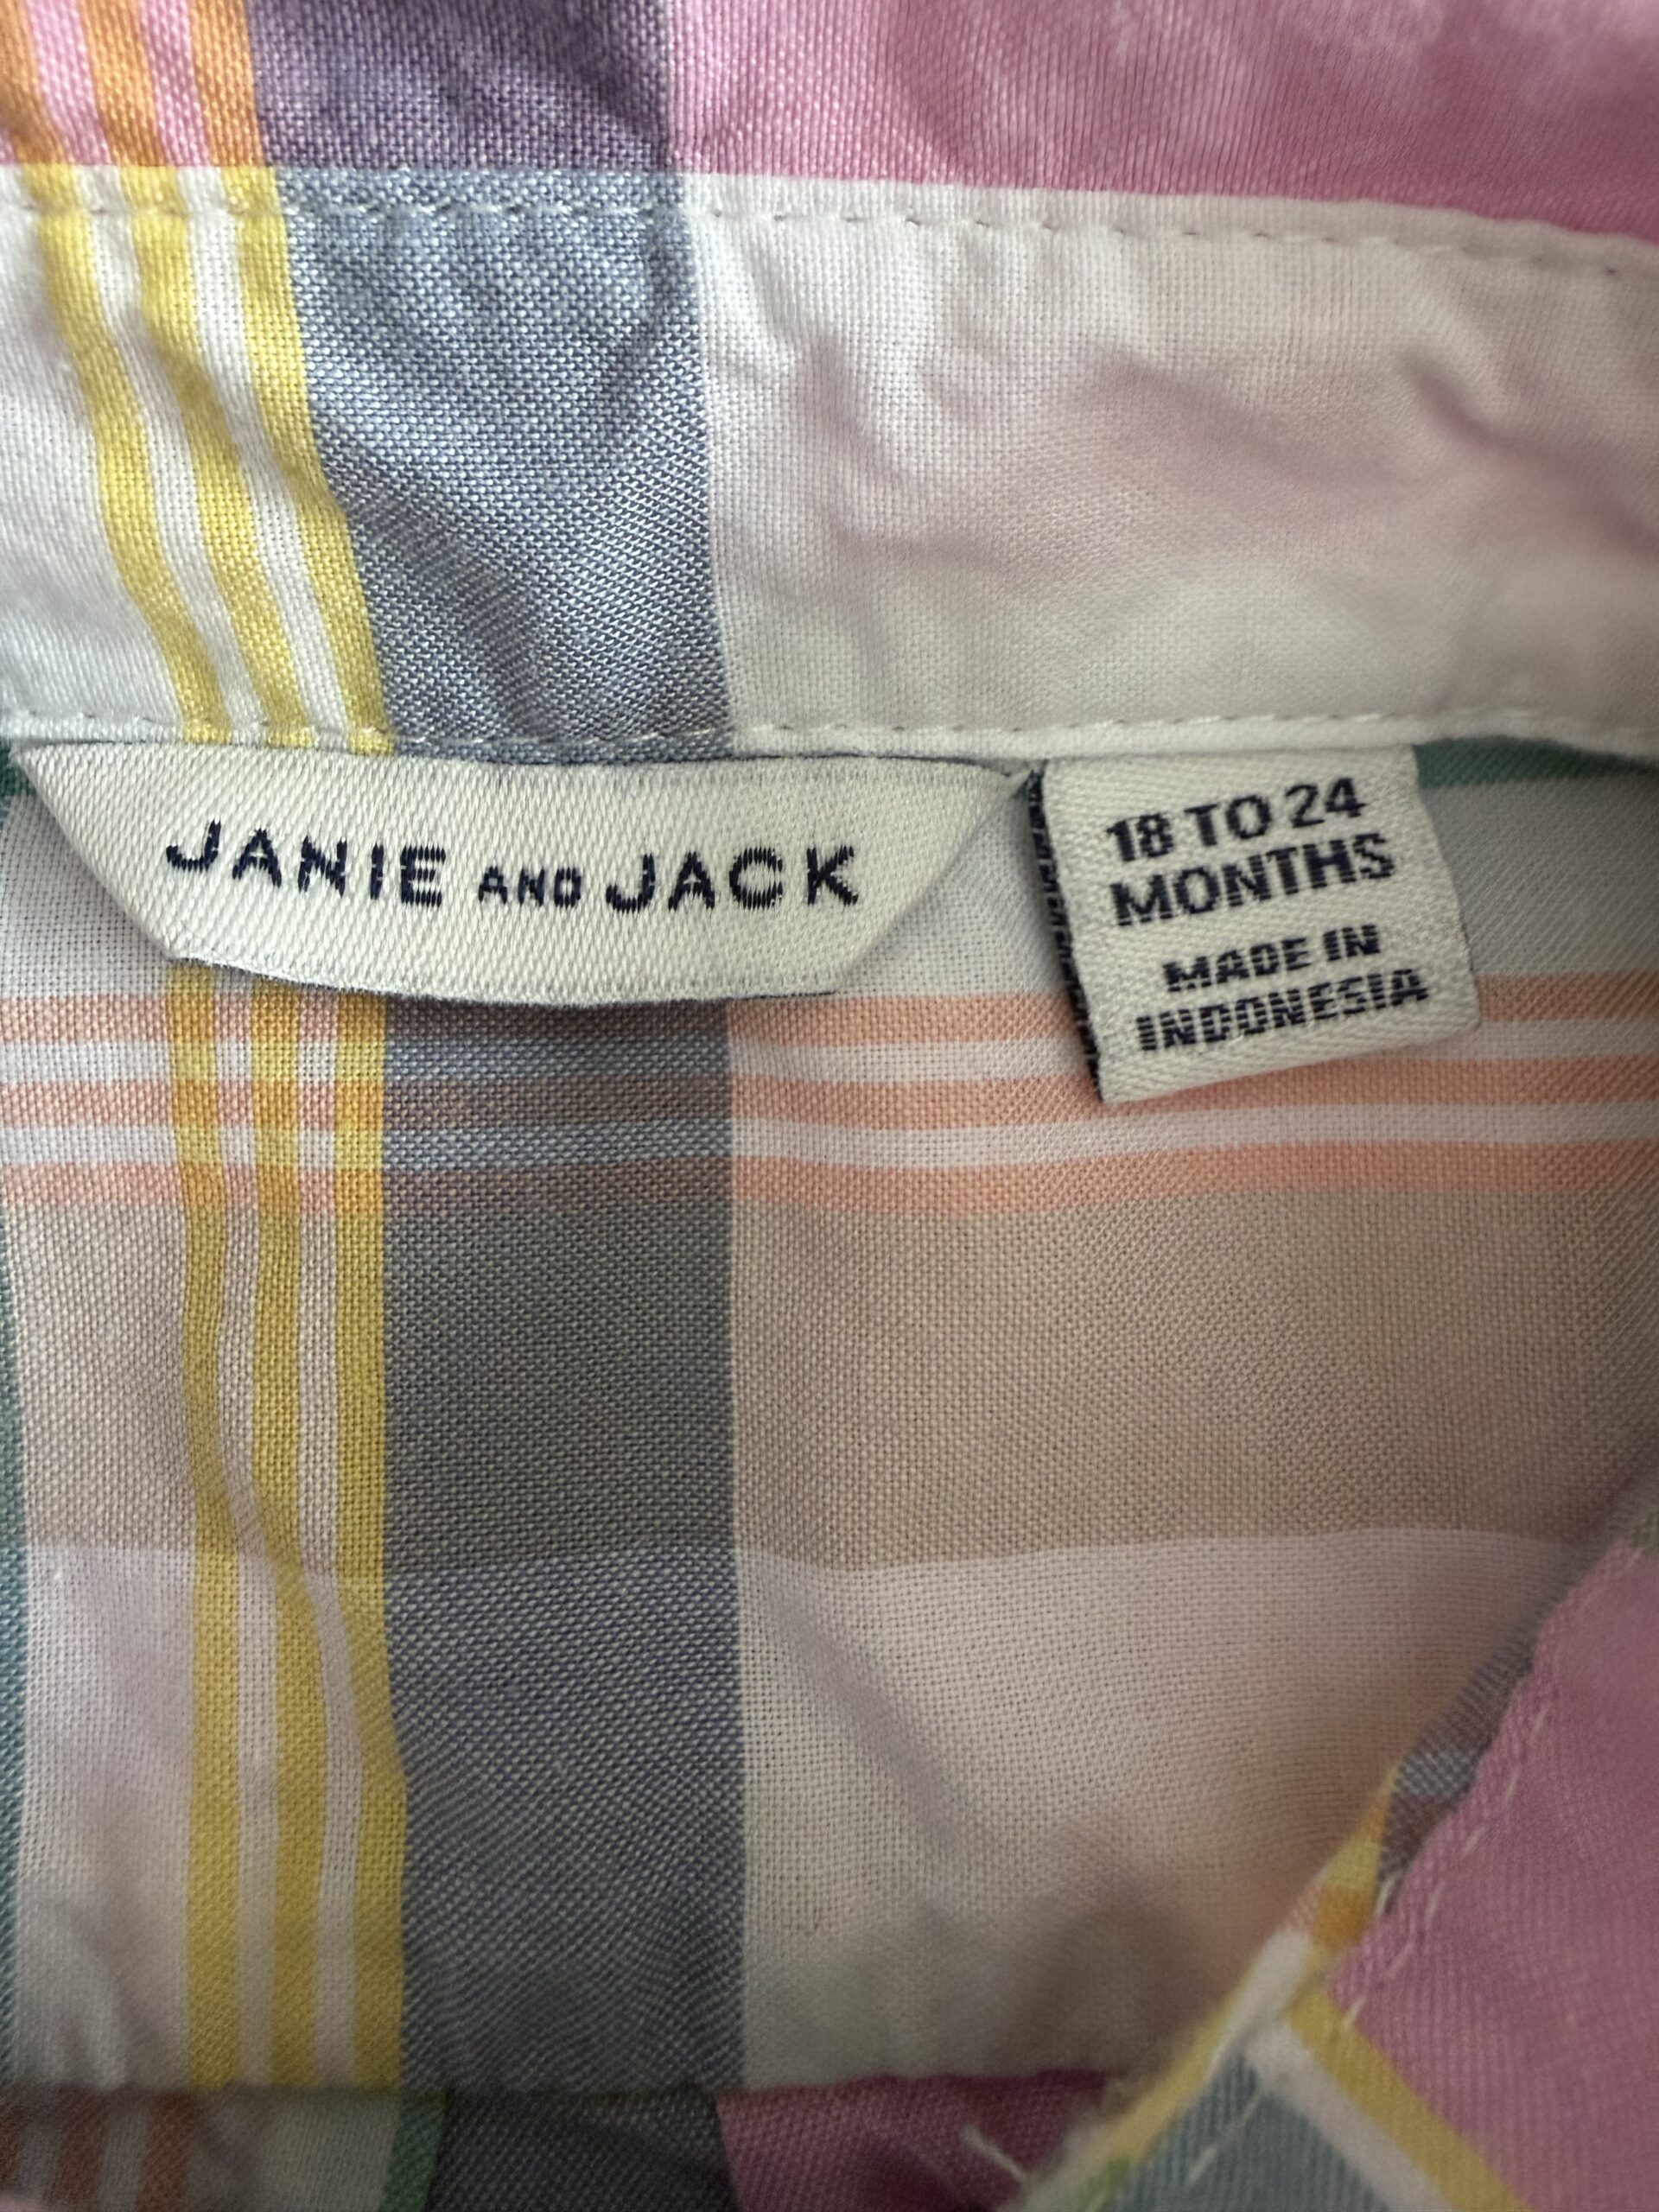 JANIE AND JACK
18 TO 24
MONTHS
MADE IN
INDONESIA